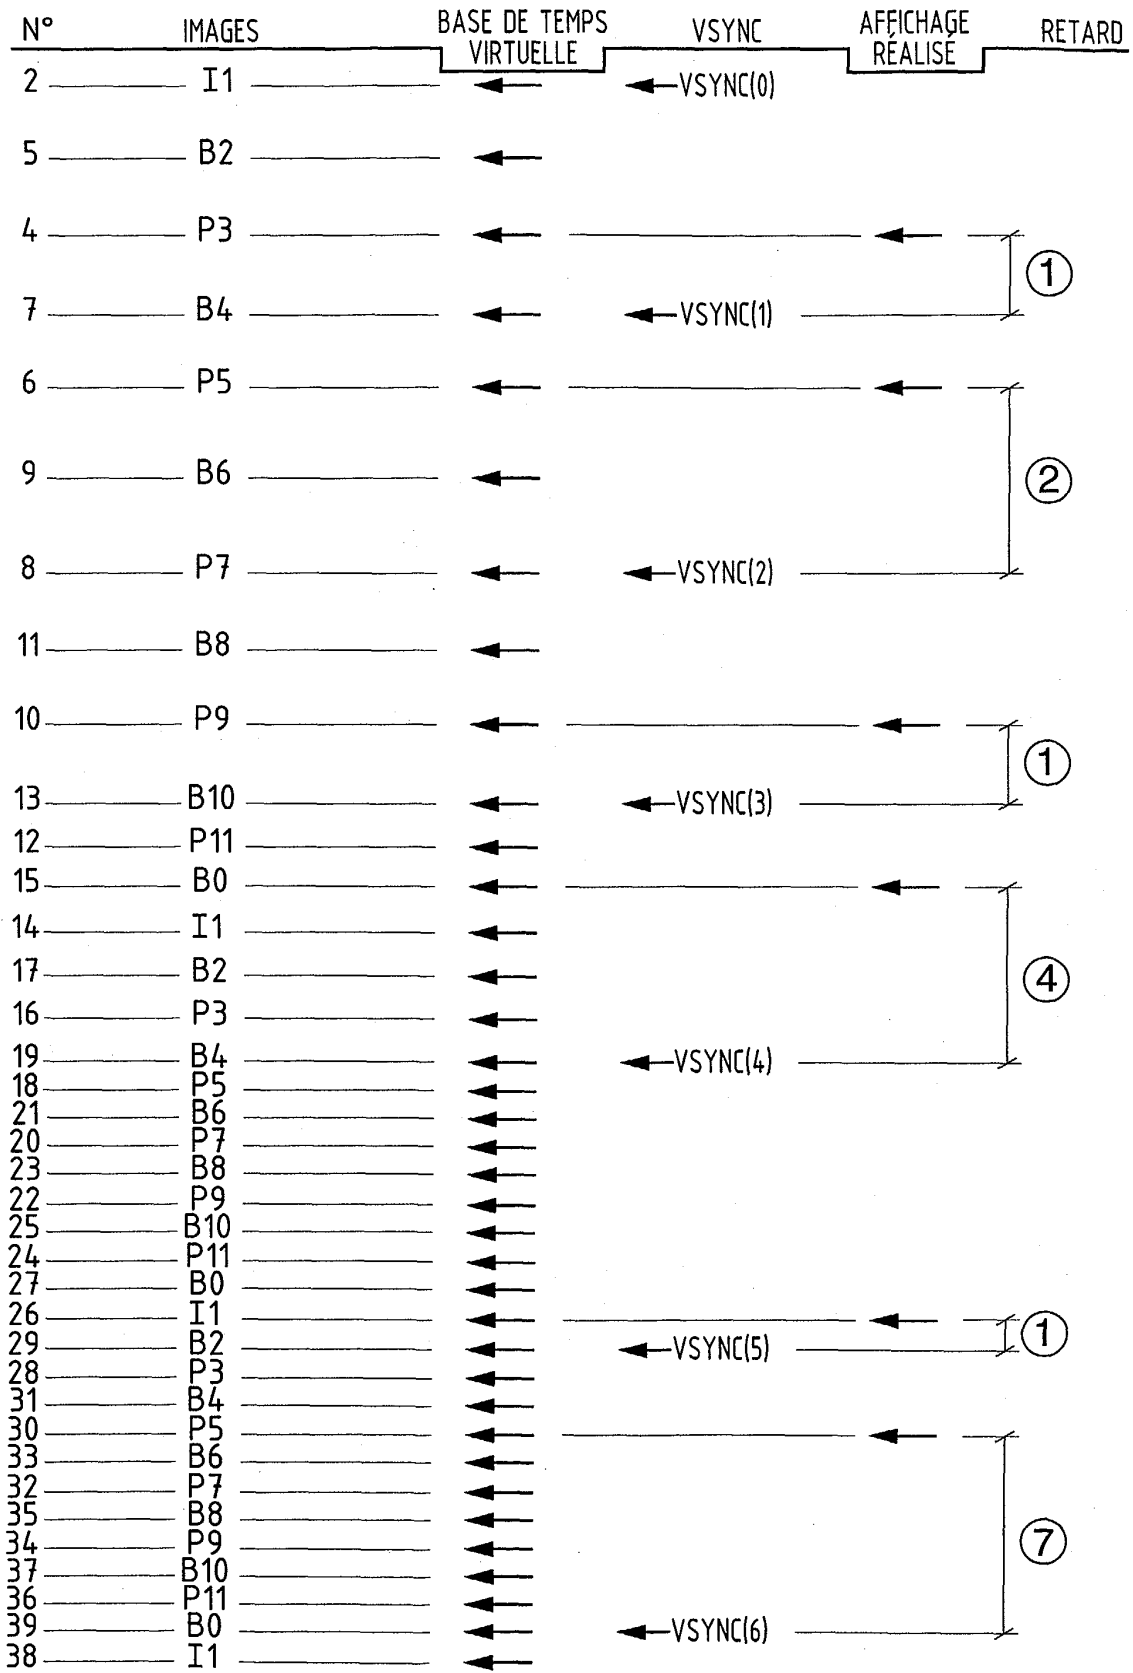 N° IMAGES BASE DE TEMPS VIRTUELLE VSYNC AFFICHAGE RÉALISÉ RETARD
2 I1 VSYNC(0)
5 B2
4 P3
1
7 B4 VSYNC(1)
6 P5
9 B6 2
8 P7 VSYNC(2)
11 B8
10 P9
1
13 B10 VSYNC(3)
12 P11
15 B0
14 I1
17 B2 4
16 P3
19 B4 VSYNC(4)
18 P5
21 B6
20 P7
23 B8
22 P9
25 B10
24 P11
27 B0
26 I1
1
29 B2 VSYNC(5)
28 P3
31 B4
30 P5
33 B6
32 P7
35 B8
34 P9 7
37 B10
36 P11
39 B0 VSYNC(6)
38 I1